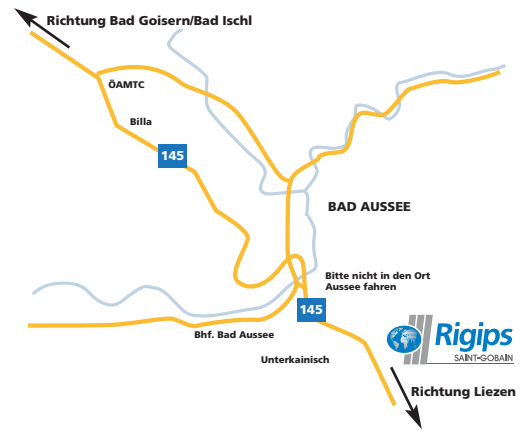 Richtung Bad Goisern/Bad Ischl
ÖAMTC
Billa
145
BAD AUSSEE
Bitte nicht in den Ort
Aussee fahren
145
Bhf. Bad Aussee
Rigips
SAINT-GOBAIN
Unterkainisch
Richtung Liezen